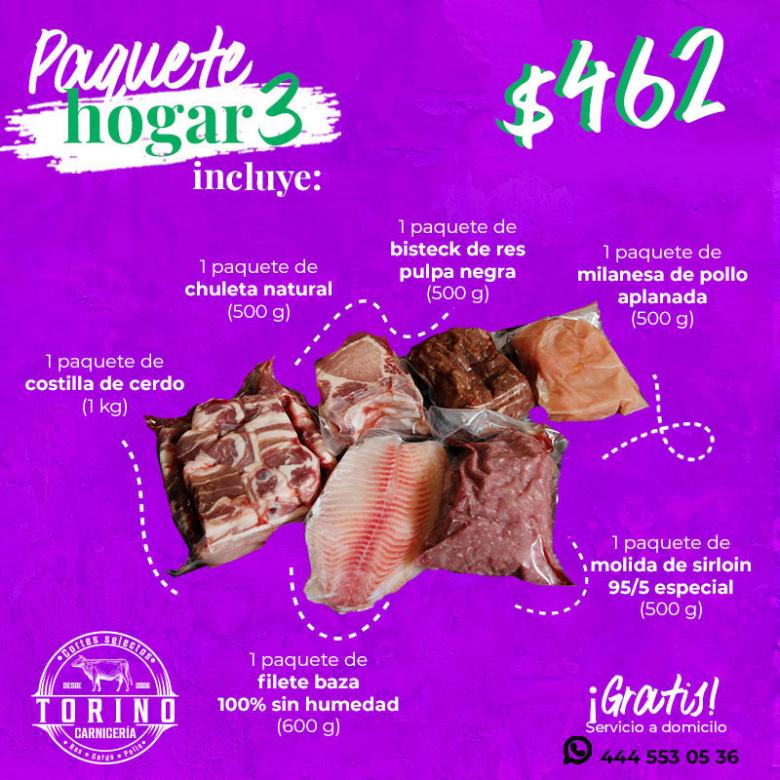 Paquete
hogar3
incluye:
$462
1 paquete de
bisteck de res
pulpa negra
(500 g)
1 paquete de
chuleta natural
(500 g)
1 paquete de
milanesa de pollo
aplanada
(500 g)
1 paquete de
costilla de cerdo
(1 kg)
1 paquete de
molida de sirloin
95/5 especial
(500 g)
1 paquete de
filete baza
100% sin humedad
(600 g)
Cortes selectos
DESDE 2006
TORINO
CARNICERÍA
Res • Cerdo • Pollo
¡Gratis!
Servicio a domicilio
444 553 05 36